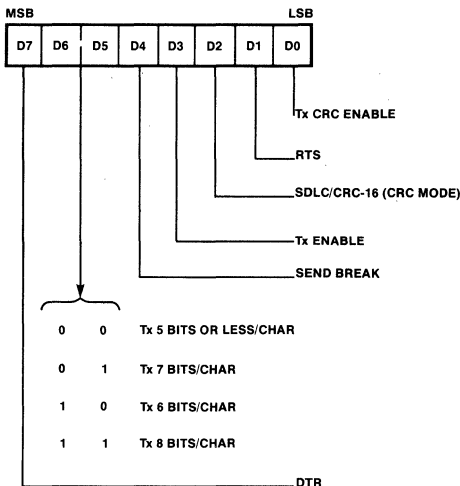 MSB LSB
D7 D6 D5 D4 D3 D2 D1 D0
Tx CRC ENABLE
RTS
SDLC/CRC-16 (CRC MODE)
Tx ENABLE
SEND BREAK
0 0 Tx 5 BITS OR LESS/CHAR
0 1 Tx 7 BITS/CHAR
1 0 Tx 6 BITS/CHAR
1 1 Tx 8 BITS/CHAR
DTR